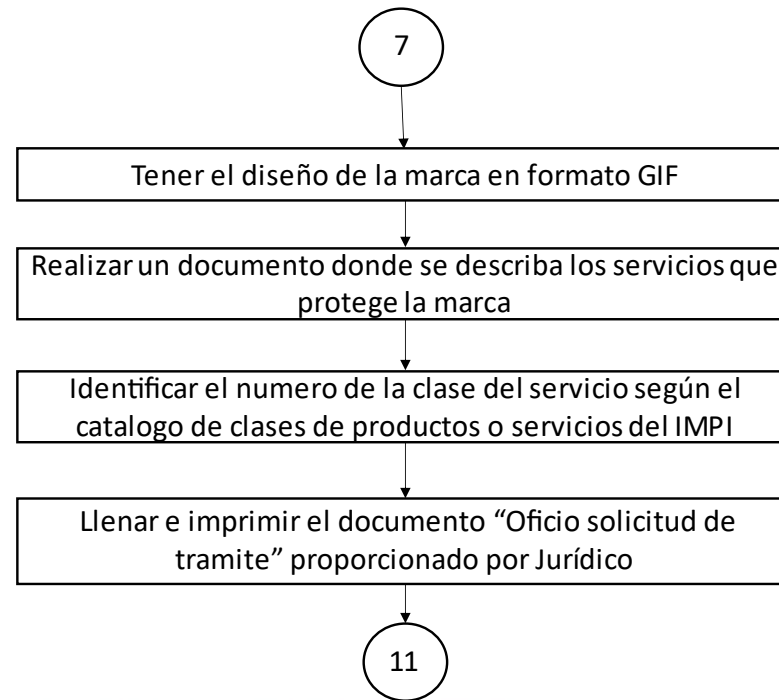 7
Tener el diseño de la marca en formato GIF
Realizar un documento donde se describa los servicios que
protege la marca
Identificar el numero de la clase del servicio según el
catalogo de clases de productos o servicios del IMPI
Llenar e imprimir el documento “Oficio solicitud de
tramite” proporcionado por Jurídico
11